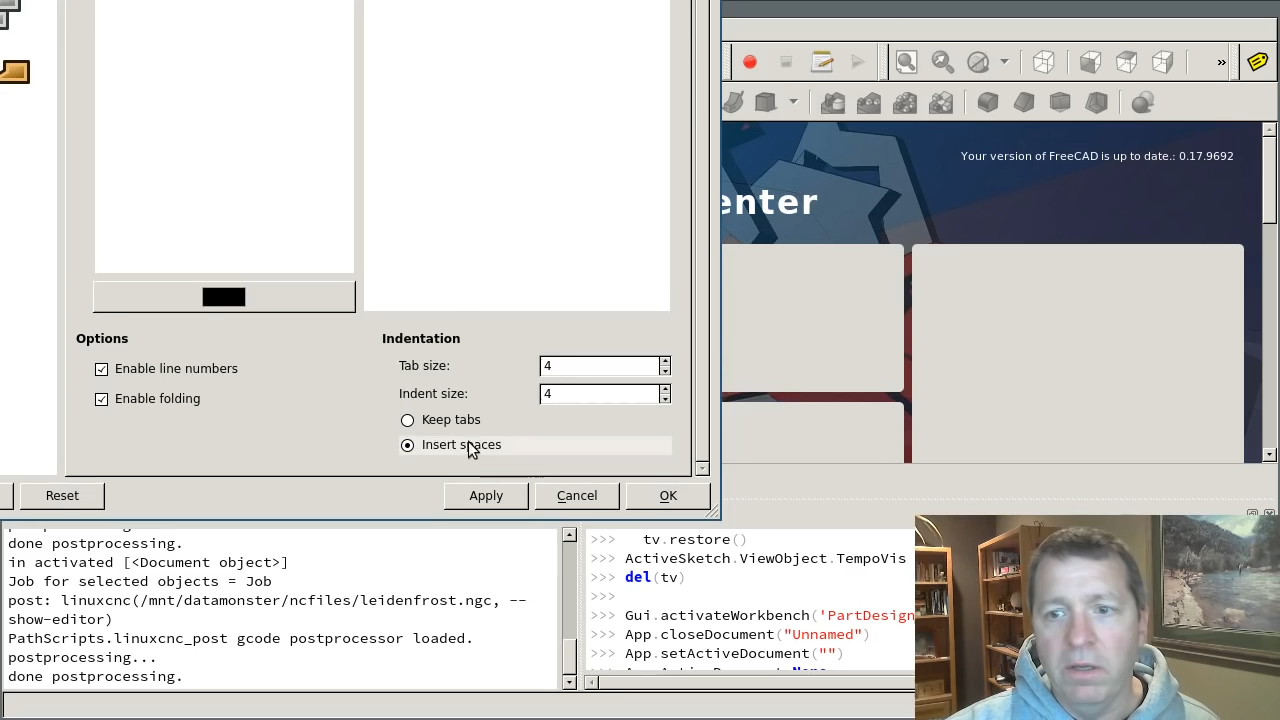 »
Your version of FreeCAD is up to date.: 0.17.9692
enter
Options
Enable line numbers
Enable folding
Indentation
Tab size: 4
Indent size: 4
Keep tabs
Insert spaces
Reset
Apply
Cancel
OK
done postprocessing.
in activated [<Document object>]
Job for selected objects = Job
post: linuxcnc(/mnt/datamonster/ncfiles/leidenfrost.ngc, --
show-editor)
PathScripts.linuxcnc_post gcode postprocessor loaded.
postprocessing...
done postprocessing.
>>> tv.restore()
>>> ActiveSketch.ViewObject.TempoVis
>>> del(tv)
>>>
>>> Gui.activateWorkbench('PartDesign
>>> App.closeDocument("Unnamed")
>>> App.setActiveDocument("")